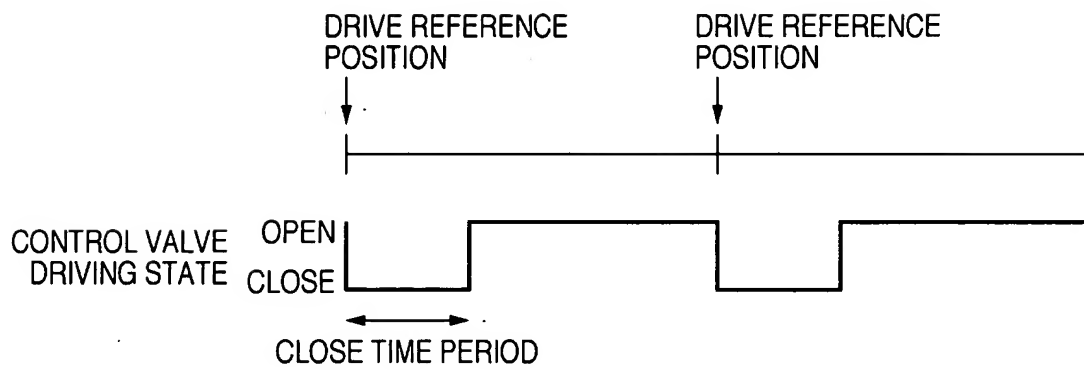 DRIVE REFERENCE
POSITION
DRIVE REFERENCE
POSITION
CONTROL VALVE
DRIVING STATE
OPEN
CLOSE
CLOSE TIME PERIOD